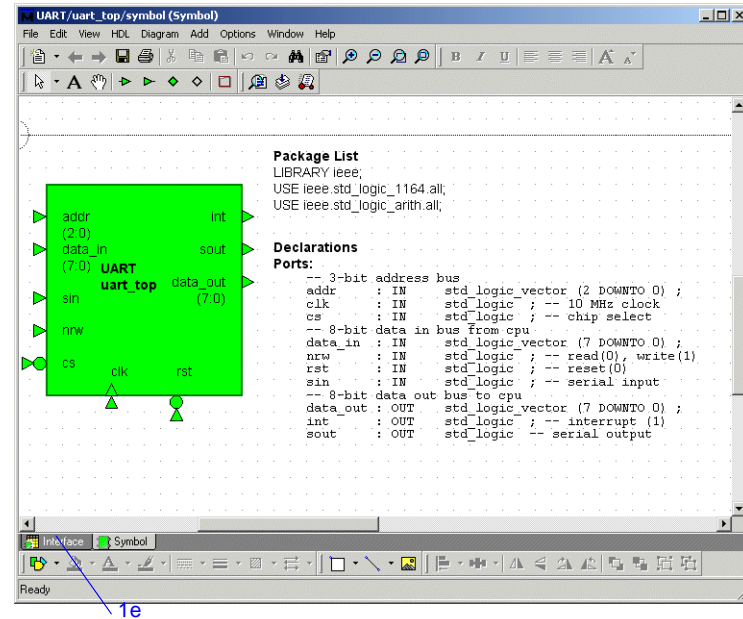 UART/uart_top/symbol (Symbol)
File Edit View HDL Diagram Add Options Window Help
B I U A A
A
Package List
LIBRARY ieee;
USE ieee.std_logic_1164.all;
USE ieee.std_logic_arith.all;
addr int
(2:0)
data_in sout
(7:0) UART
uart_top data_out
(7:0)
sin
nrw
cs
clk rst
Declarations
Ports:
-- 3-bit address bus
addr : IN std_logic_vector (2 DOWNTO 0) ;
clk : IN std_logic ; -- 10 MHz clock
cs : IN std_logic ; -- chip select
-- 8-bit data in bus from cpu
data_in : IN std_logic_vector (7 DOWNTO 0) ;
nrw : IN std_logic ; -- read(0), write(1)
rst : IN std_logic ; -- reset(0)
sin : IN std_logic ; -- serial input
-- 8-bit data out bus to cpu
data_out : OUT std_logic_vector (7 DOWNTO 0) ;
int : OUT std_logic ; -- interrupt (1)
sout : OUT std_logic -- serial output
Interface Symbol
A
Ready
1e